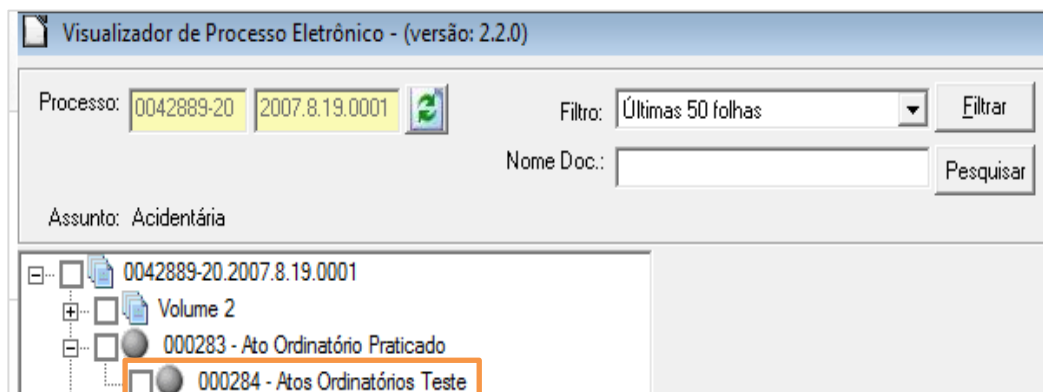 Visualizador de Processo Eletrônico - (versão: 2.2.0)
Processo: 0042889-20 2007.8.19.0001 Filtro: Últimas 50 folhas Filtrar
Nome Doc.: Pesquisar
Assunto: Acidentária
0042889-20.2007.8.19.0001
Volume 2
000283 - Ato Ordinatório Praticado
000284 - Atos Ordinatórios Teste